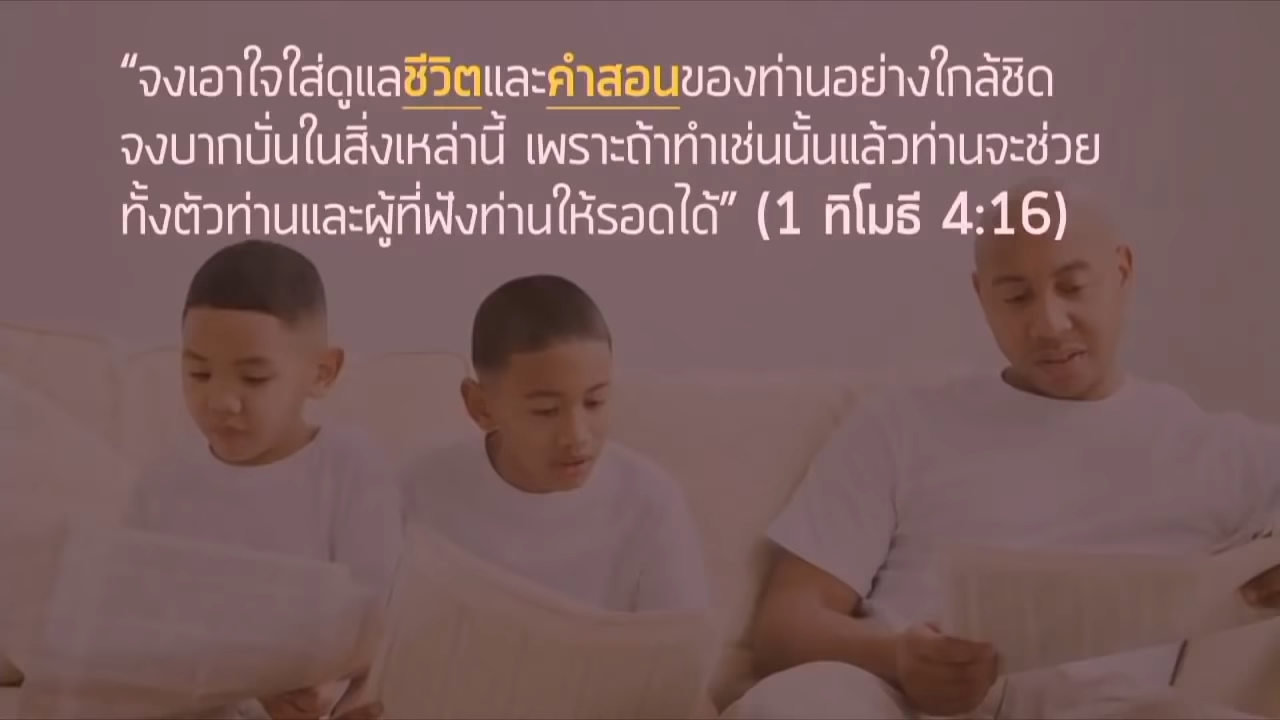 “จงเอาใจใส่ดูแลชีวิตและคำสอนของท่านอย่างใกล้ชิด
จงบากบั่นในสิ่งเหล่านี้ เพราะถ้าทำเช่นนั้นแล้วท่านจะช่วย
ทั้งตัวท่านและผู้ที่ฟังท่านให้รอดได้” (1 ทิโมธี 4:16)